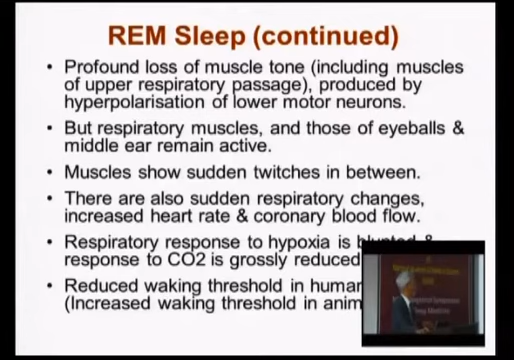 REM Sleep (continued)
• Profound loss of muscle tone (including muscles
of upper respiratory passage), produced by
hyperpolarisation of lower motor neurons.
• But respiratory muscles, and those of eyeballs &
middle ear remain active.
• Muscles show sudden twitches in between.
• There are also sudden respiratory changes,
increased heart rate & coronary blood flow.
• Respiratory response to hypoxia is blunted &
response to CO2 is grossly reduced
• Reduced waking threshold in human
(Increased waking threshold in anim